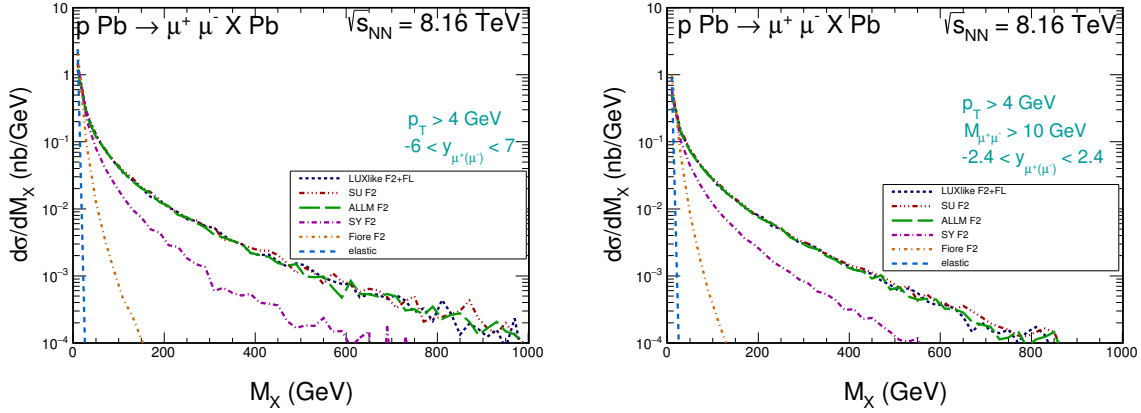 p Pb → μ⁺ μ⁻ X Pb √s_NN = 8.16 TeV
dσ/dM_X (nb/GeV)
10
1
10⁻¹
10⁻²
10⁻³
10⁻⁴
p_T > 4 GeV
-6 < y_μ⁺(μ⁻) < 7
LUXlike F2+FL
SU F2
ALLM F2
SY F2
Fiore F2
elastic
0 200 400 600 800 1000
M_X (GeV)
p Pb → μ⁺ μ⁻ X Pb √s_NN = 8.16 TeV
dσ/dM_X (nb/GeV)
10
1
10⁻¹
10⁻²
10⁻³
10⁻⁴
p_T > 4 GeV
M_μ⁺μ⁻ > 10 GeV
-2.4 < y_μ⁺(μ⁻) < 2.4
LUXlike F2+FL
SU F2
ALLM F2
SY F2
Fiore F2
elastic
0 200 400 600 800 1000
M_X (GeV)